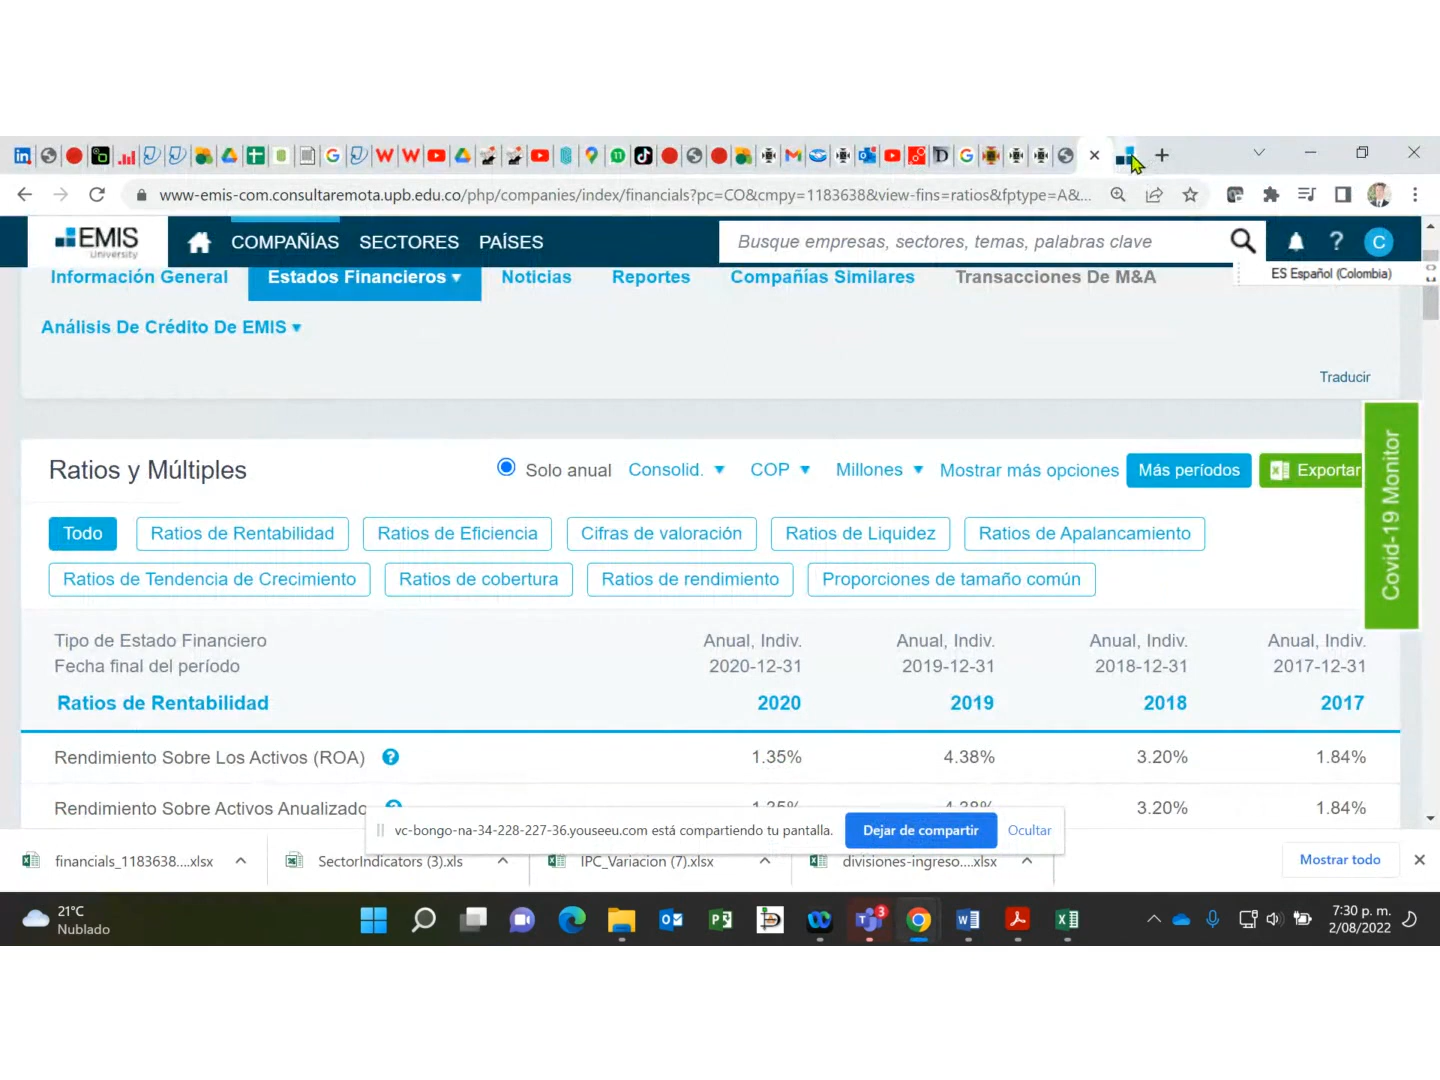 www-emis-com.consultaremota.upb.edu.co/php/companies/index/financials?pc=CO&cmpy=1183638&view-fins=ratios&fptype=A&...
EMIS
University
COMPAÑÍAS SECTORES PAÍSES
Busque empresas, sectores, temas, palabras clave
? C
ES Español (Colombia)
Información General Estados Financieros Noticias Reportes Compañías Similares Transacciones De M&A
Análisis De Crédito De EMIS
Traducir
Covid-19 Monitor
Ratios y Múltiples Solo anual Consolid. COP Millones Mostrar más opciones Más períodos Exportar
Todo Ratios de Rentabilidad Ratios de Eficiencia Cifras de valoración Ratios de Liquidez Ratios de Apalancamiento
Ratios de Tendencia de Crecimiento Ratios de cobertura Ratios de rendimiento Proporciones de tamaño común
Tipo de Estado Financiero Anual, Indiv. Anual, Indiv. Anual, Indiv. Anual, Indiv.
Fecha final del período 2020-12-31 2019-12-31 2018-12-31 2017-12-31
Ratios de Rentabilidad 2020 2019 2018 2017
Rendimiento Sobre Los Activos (ROA) ? 1.35% 4.38% 3.20% 1.84%
Rendimiento Sobre Activos Anualizado 3.20% 1.84%
vc-bongo-na-34-228-227-36.youseeu.com está compartiendo tu pantalla. Dejar de compartir Ocultar
financials_1183638....xlsx SectorIndicators (3).xls IPC_Variacion (7).xlsx divisiones-ingreso....xlsx Mostrar todo
21°C
Nublado
3
7:30 p. m.
2/08/2022